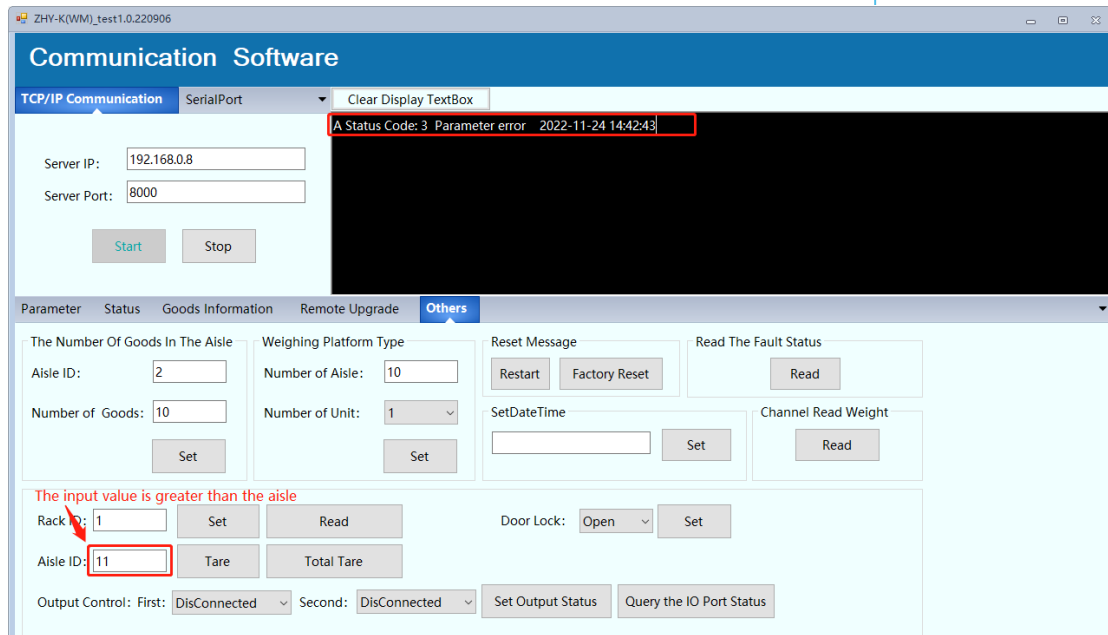 ZHY-K(WM)_test1.0.220906
Communication Software
TCP/IP Communication SerialPort Clear Display TextBox
A Status Code: 3 Parameter error 2022-11-24 14:42:43
Server IP: 192.168.0.8
Server Port: 8000
Start Stop
Parameter Status Goods Information Remote Upgrade Others
The Number Of Goods In The Aisle Weighing Platform Type Reset Message Read The Fault Status
Aisle ID: 2 Number of Aisle: 10 Restart Factory Reset Read
Number of Goods: 10 Number of Unit: 1 SetDateTime Channel Read Weight
Set Set Set Read
The input value is greater than the aisle
Rack ID: 1 Set Read Door Lock: Open Set
Aisle ID: 11 Tare Total Tare
Output Control: First: DisConnected Second: DisConnected Set Output Status Query the IO Port Status